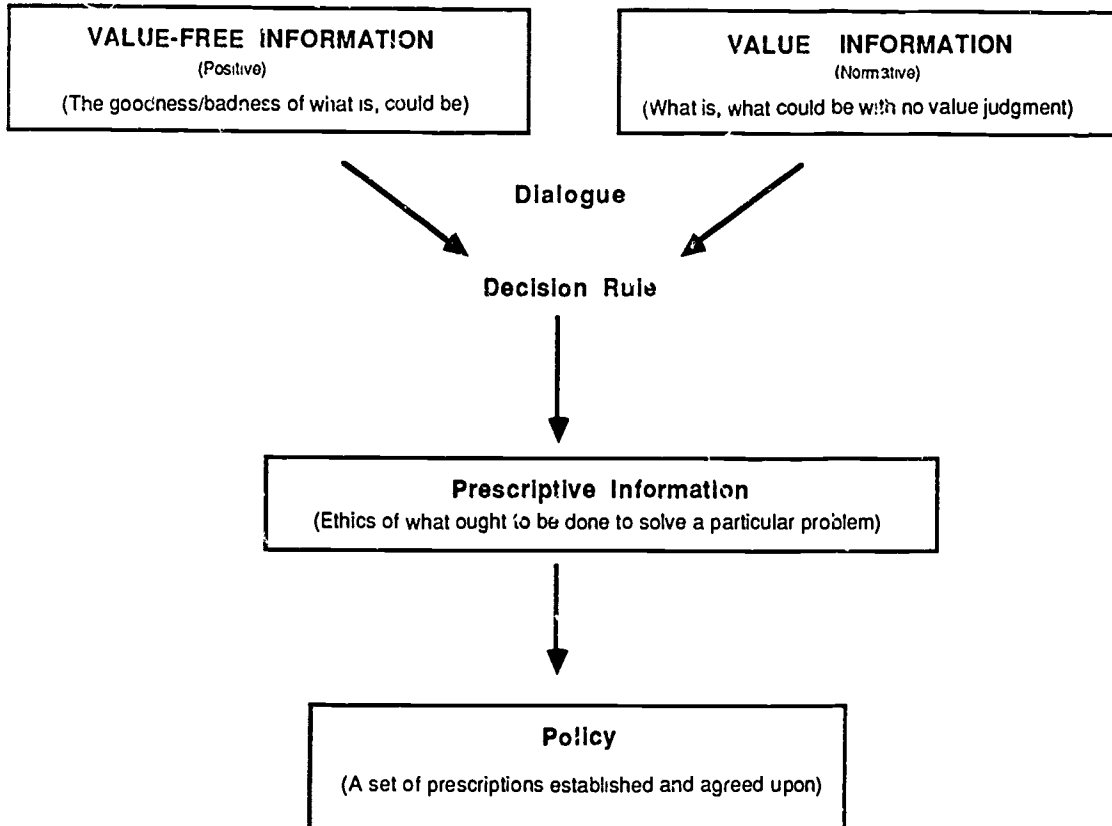 VALUE-FREE INFORMATION
(Positive)
(The goodness/badness of what is, could be)
VALUE INFORMATION
(Normative)
(What is, what could be with no value judgment)
Dialogue
Decision Rule
Prescriptive Information
(Ethics of what ought to be done to solve a particular problem)
Policy
(A set of prescriptions established and agreed upon)